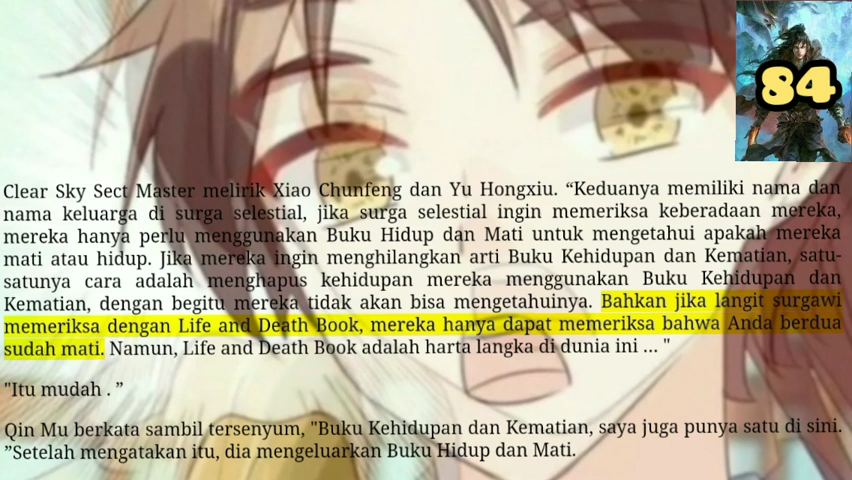 84
Clear Sky Sect Master melirik Xiao Chunfeng dan Yu Hongxiu. “Keduanya memiliki nama dan
nama keluarga di surga selestial, jika surga selestial ingin memeriksa keberadaan mereka,
mereka hanya perlu menggunakan Buku Hidup dan Mati untuk mengetahui apakah mereka
mati atau hidup. Jika mereka ingin menghilangkan arti Buku Kehidupan dan Kematian, satu-
satunya cara adalah menghapus kehidupan mereka menggunakan Buku Kehidupan dan
Kematian, dengan begitu mereka tidak akan bisa mengetahuinya. Bahkan jika langit surgawi
memeriksa dengan Life and Death Book, mereka hanya dapat memeriksa bahwa Anda berdua
sudah mati. Namun, Life and Death Book adalah harta langka di dunia ini ... "
"Itu mudah . ”
Qin Mu berkata sambil tersenyum, "Buku Kehidupan dan Kematian, saya juga punya satu di sini.
”Setelah mengatakan itu, dia mengeluarkan Buku Hidup dan Mati.